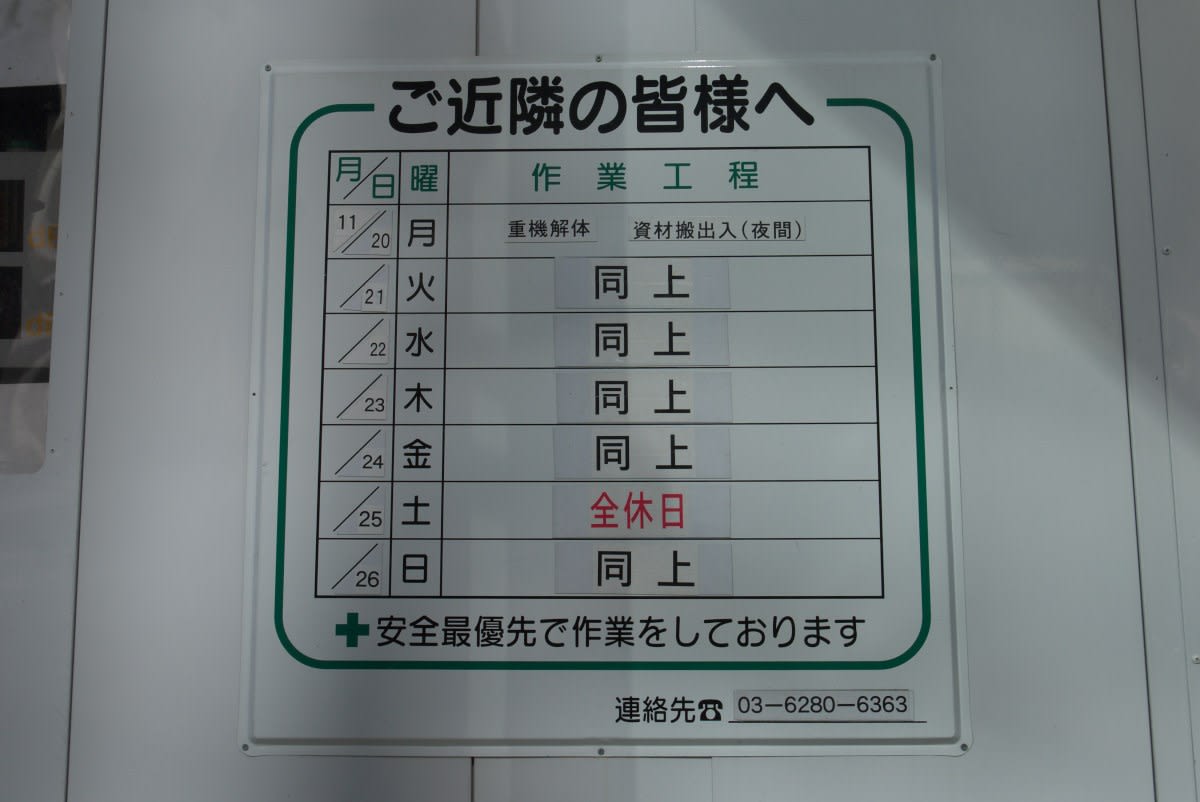 ご近隣の皆様へ
月/日 曜 作業工程
11/20 月 重機解体 資材搬出入(夜間)
/21 火 同上
/22 水 同上
/23 木 同上
/24 金 同上
/25 土 全休日
/26 日 同上
✚安全最優先で作業をしております
連絡先☎ 03-6280-6363